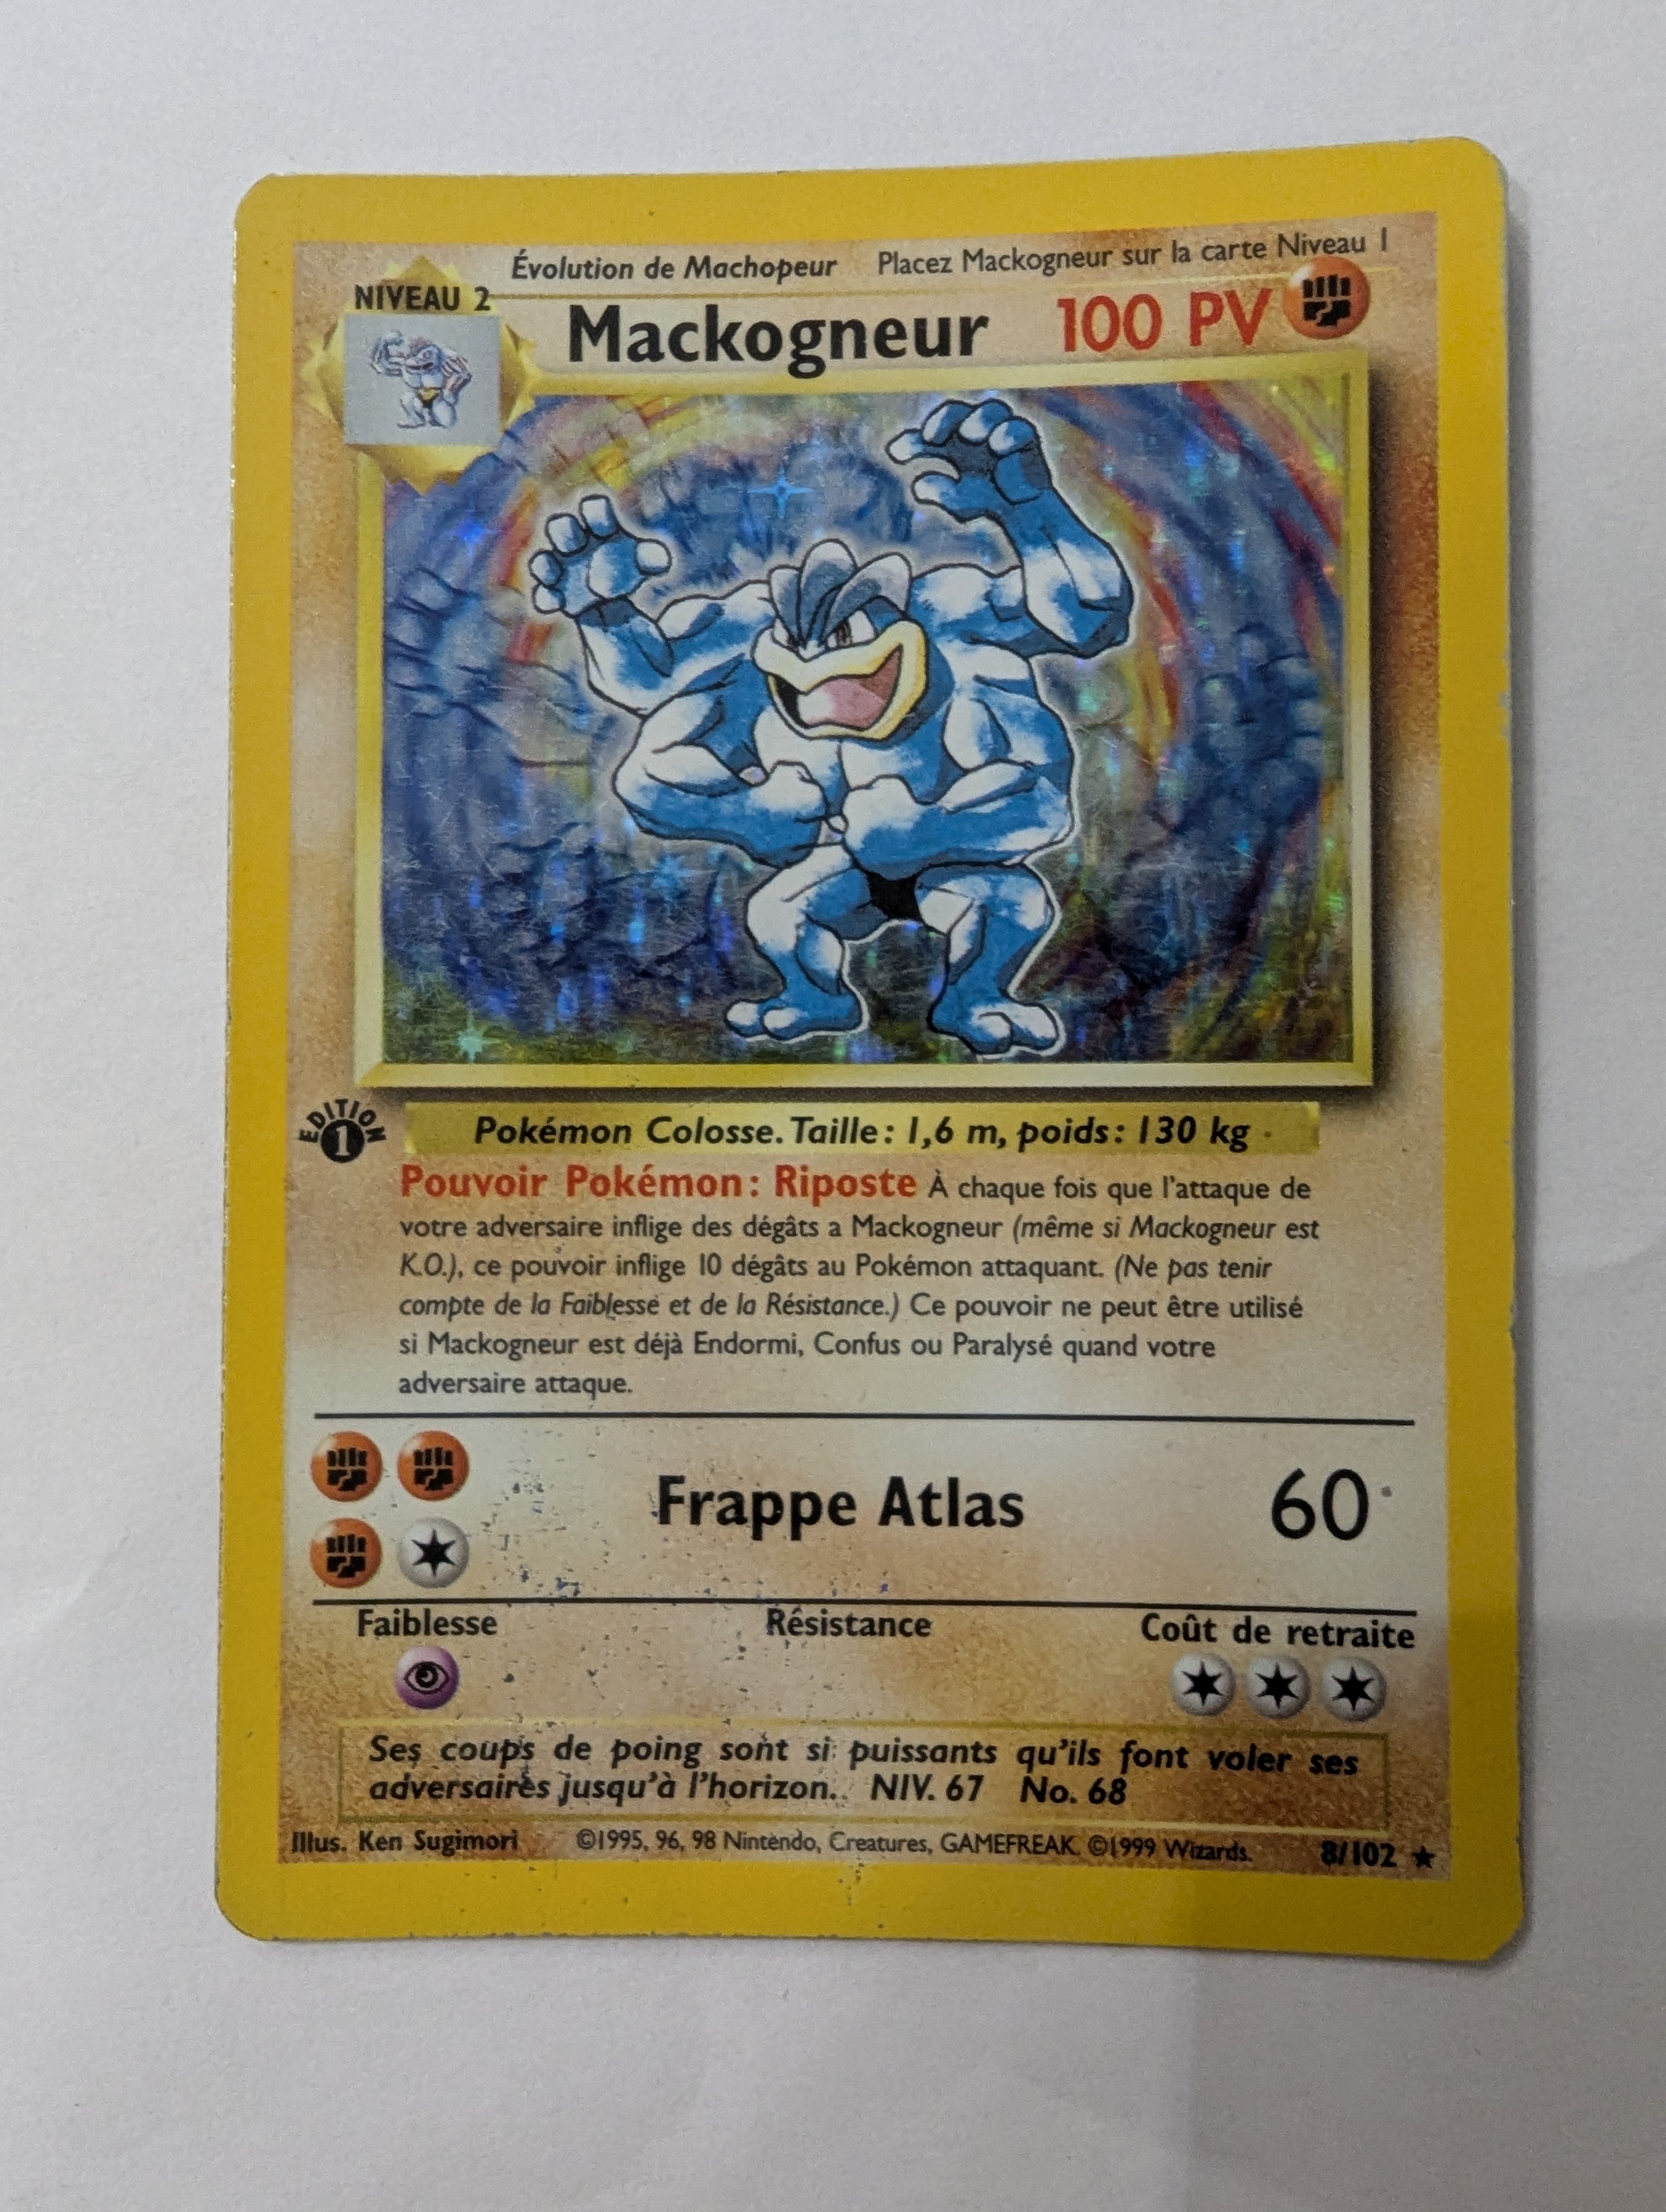 Évolution de Machopeur Placez Mackogneur sur la carte Niveau 1
NIVEAU 2
Mackogneur 100 PV
EDITION 1
Pokémon Colosse. Taille: 1,6 m, poids: 130 kg
Pouvoir Pokémon: Riposte À chaque fois que l'attaque de
votre adversaire inflige des dégâts a Mackogneur (même si Mackogneur est
K.O.), ce pouvoir inflige 10 dégâts au Pokémon attaquant. (Ne pas tenir
compte de la Faiblesse et de la Résistance.) Ce pouvoir ne peut être utilisé
si Mackogneur est déjà Endormi, Confus ou Paralysé quand votre
adversaire attaque.
Frappe Atlas 60
Faiblesse Résistance Coût de retraite
Ses coups de poing sont si puissants qu'ils font voler ses
adversaires jusqu'à l'horizon. NIV. 67 No. 68
Illus. Ken Sugimori ©1995, 96, 98 Nintendo, Creatures, GAMEFREAK. ©1999 Wizards. 8/102 ★